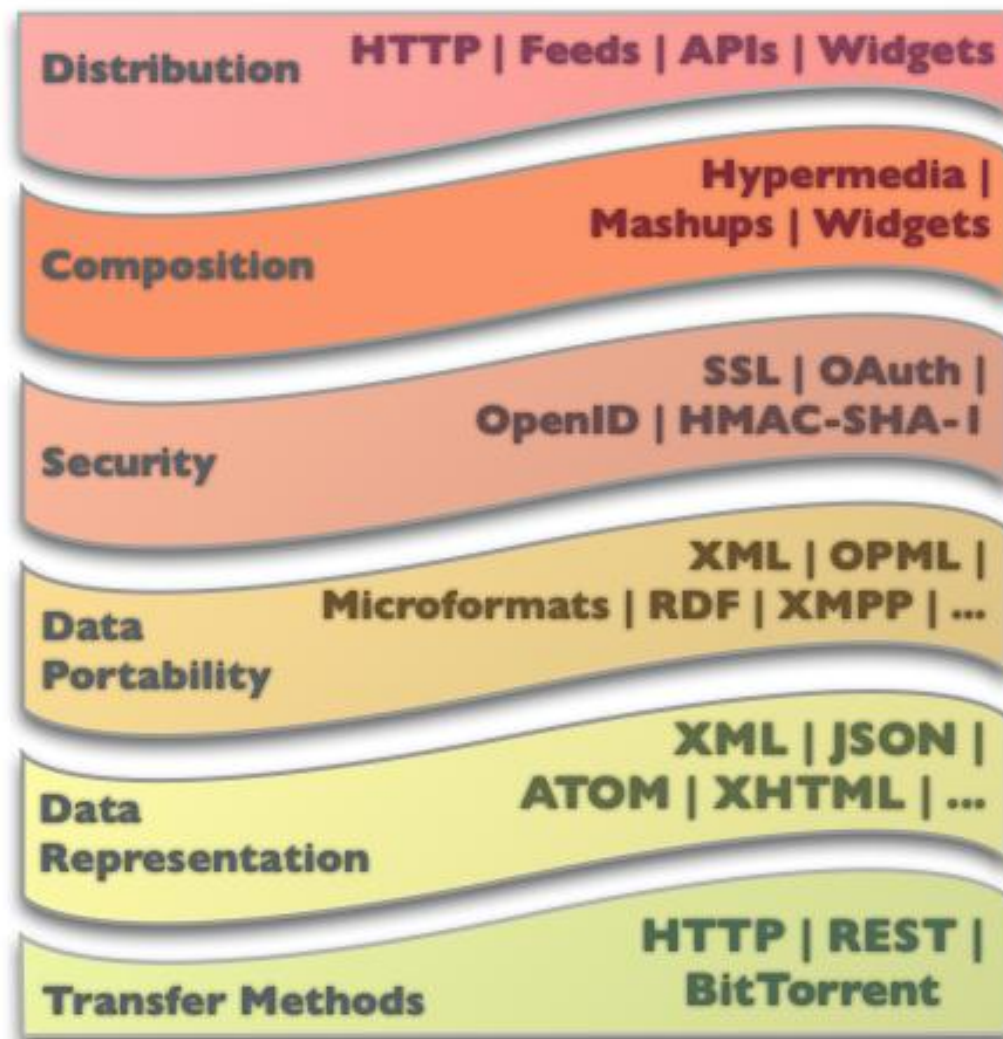 Distribution
HTTP | Feeds | APIs | Widgets
Composition
Hypermedia |
Mashups | Widgets
Security
SSL | OAuth |
OpenID | HMAC-SHA-1
Data
Portability
XML | OPML |
Microformats | RDF | XMPP | ...
Data
Representation
XML | JSON |
ATOM | XHTML | ...
Transfer Methods
HTTP | REST |
BitTorrent